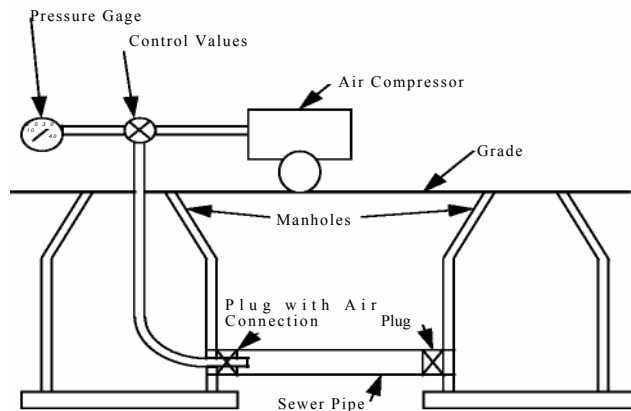 Pressure Gage
Control Values
Air Compressor
Grade
Manholes
Plug with Air
Connection
Plug
Sewer Pipe